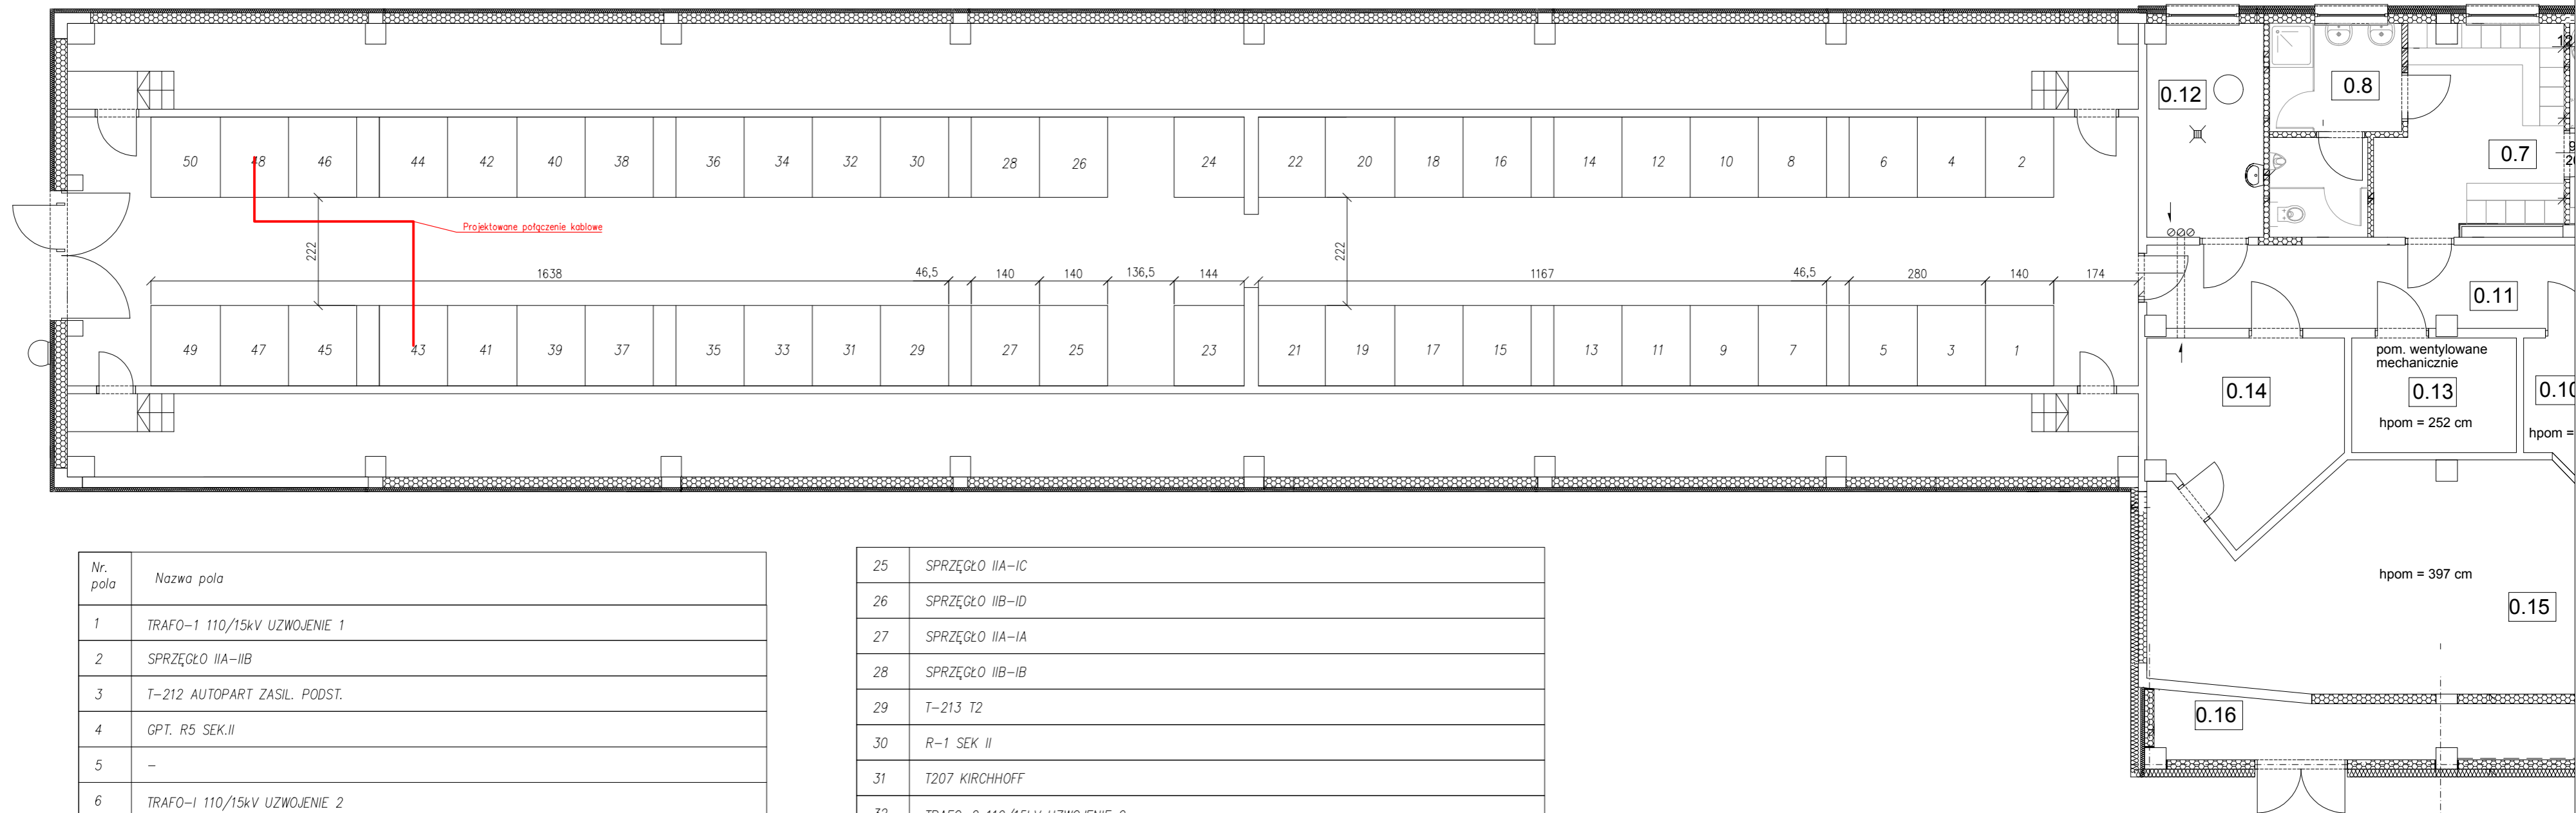 0.12
0.8
0.7
50 48 46 44 42 40 38 36 34 32 30 28 26 24 22 20 18 16 14 12 10 8 6 4 2
Projektowane połączenie kablowe
222
222
1638 46,5 140 140 136,5 144 1167 46,5 280 140 174
0.11
49 47 45 43 41 39 37 35 33 31 29 27 25 23 21 19 17 15 13 11 9 7 5 3 1
pom. wentylowane
mechanicznie
0.14
0.13
hpom = 252 cm
hpom =
hpom = 397 cm
0.15
0.16
Nr.
pola
Nazwa pola
1 TRAFO-1 110/15kV UZWOJENIE 1
2 SPRZĘGŁO IIA-IIB
3 T-212 AUTOPART ZASIL. PODST.
4 GPT. R5 SEK.II
5 -
6 TRAFO-I 110/15kV UZWOJENIE 2
25 SPRZĘGŁO IIA-IC
26 SPRZĘGŁO IIB-ID
27 SPRZĘGŁO IIA-IA
28 SPRZĘGŁO IIB-IB
29 T-213 T2
30 R-1 SEK II
31 T207 KIRCHHOFF